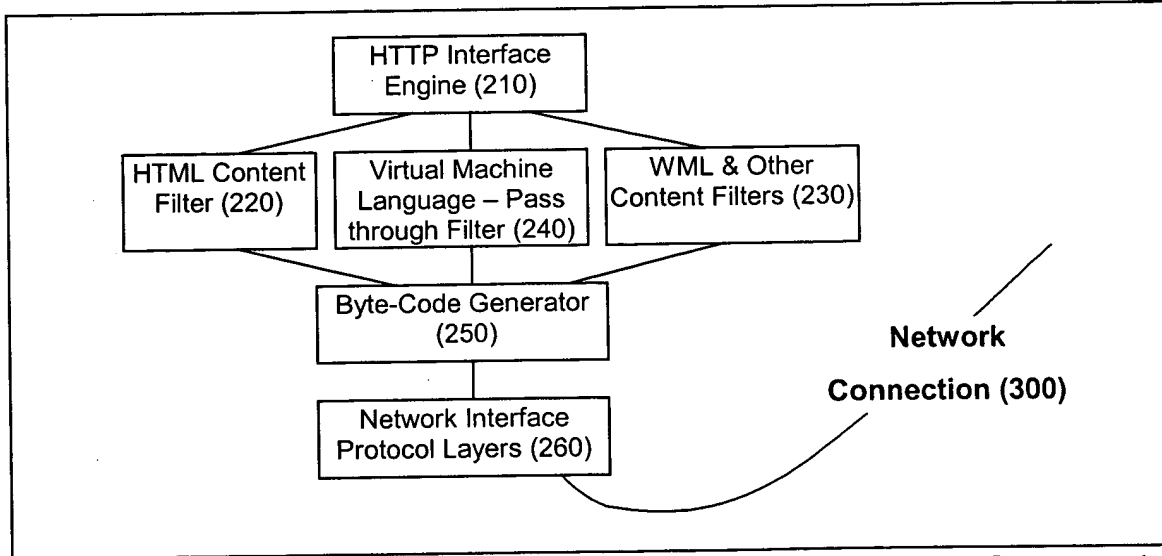 HTTP Interface
Engine (210)
HTML Content
Filter (220)
Virtual Machine
Language – Pass
through Filter (240)
WML & Other
Content Filters (230)
Byte-Code Generator
(250)
Network
Connection (300)
Network Interface
Protocol Layers (260)